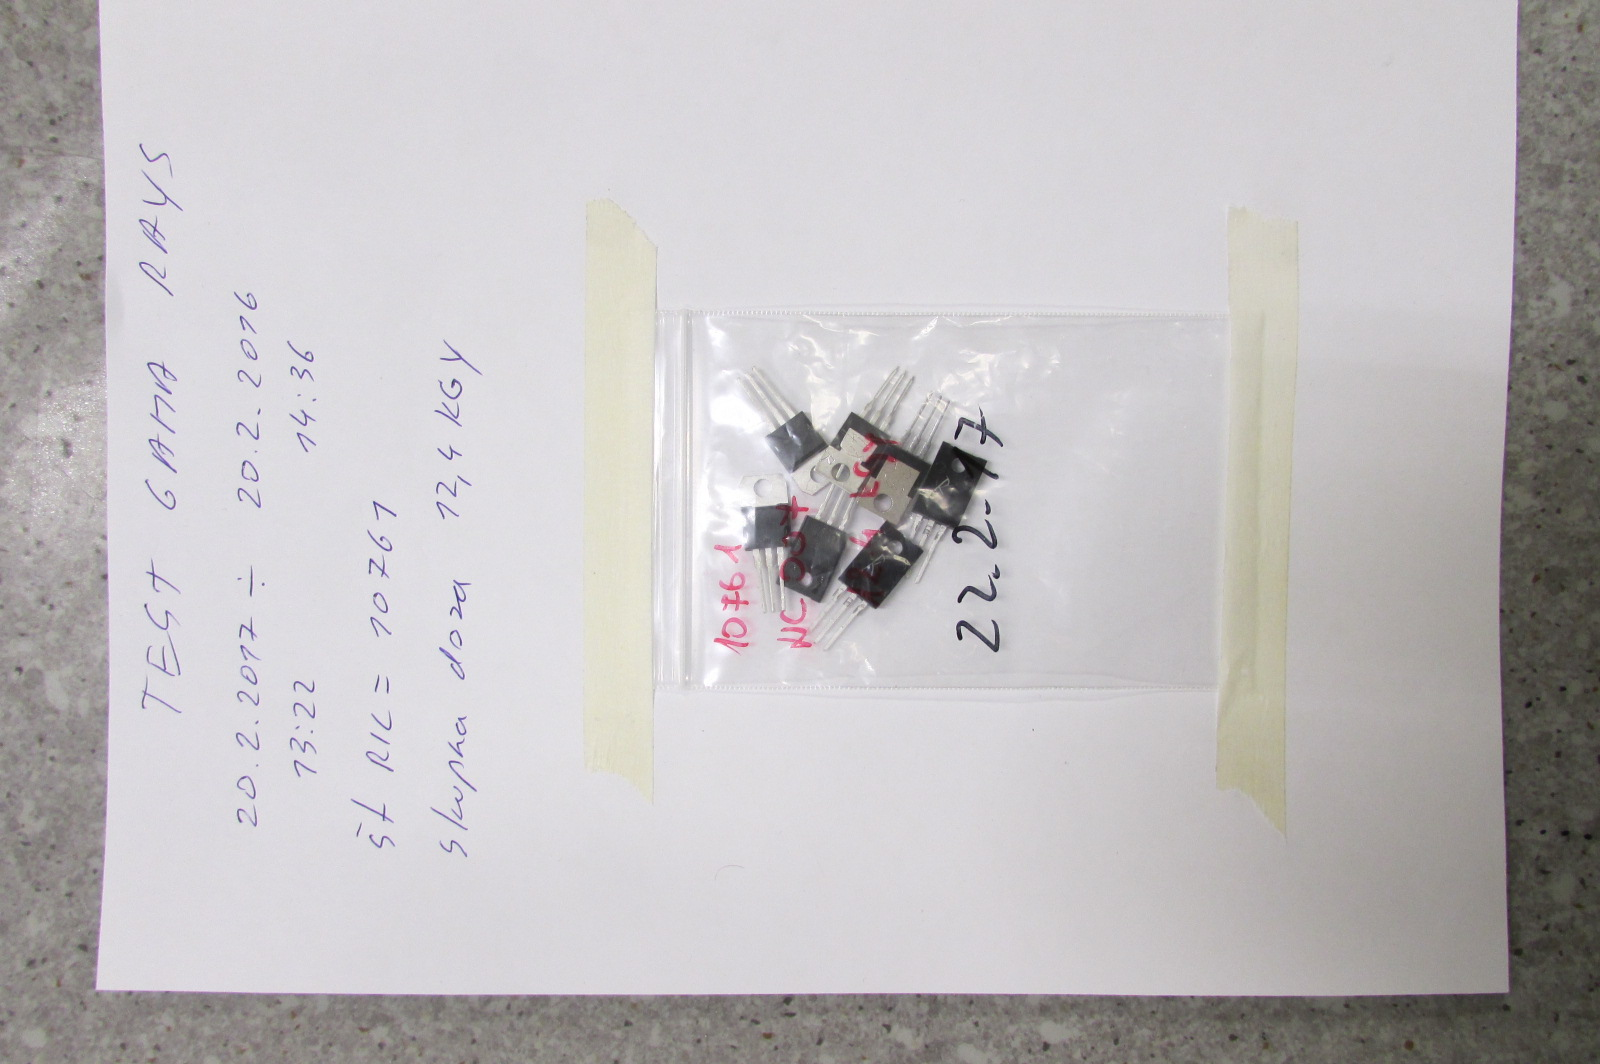 TEST GAMA RAYS
20.2.2017 ÷ 20.2.2016
13:22 14:36
št RIC = 10761
skupna doza 12,4 kGy
10761
22.2.17